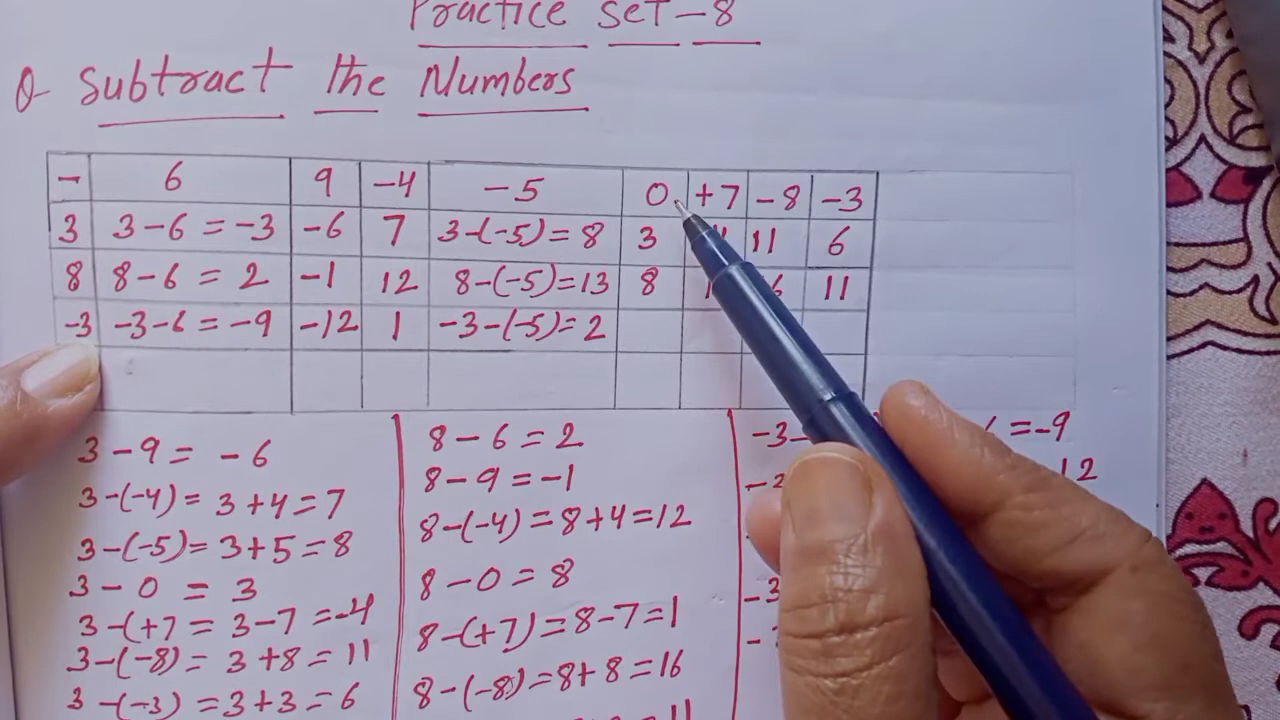 Practice Set-8
Q Subtract the Numbers
- 6 9 -4 -5 0 +7 -8 -3
3 3-6=-3 -6 7 3-(-5)=8 3 11 6
8 8-6=2 -1 12 8-(-5)=13 8 11
-3 -3-6=-9 -12 1 -3-(-5)=2
3-9= -6
3-(-4)= 3+4=7
3-(-5)=3+5=8
3-0 = 3
3-(+7 = 3-7=-4
3-(-8)= 3+8=11
3-(-3)=3+3=6
8-6=2
8-9=-1
8-(-4)=8+4=12
8-0=8
8-(+7)=8-7=1
8-(-8)=8+8=16
11
-3- =-9
12
-3